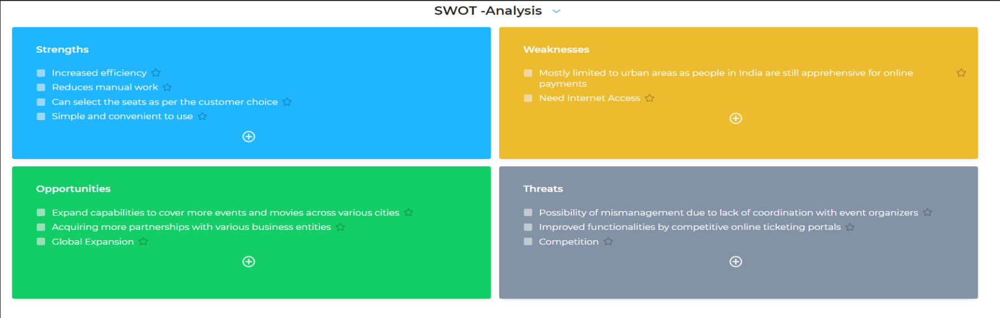 SWOT -Analysis
Strengths
Increased efficiency
Reduces manual work
Can select the seats as per the customer choice
Simple and convenient to use
Weaknesses
Mostly limited to urban areas as people in India are still apprehensive for online
payments
Need Internet Access
Opportunities
Expand capabilities to cover more events and movies across various cities
Acquiring more partnerships with various business entities
Global Expansion
Threats
Possibility of mismanagement due to lack of coordination with event organizers
Improved functionalities by competitive online ticketing portals
Competition